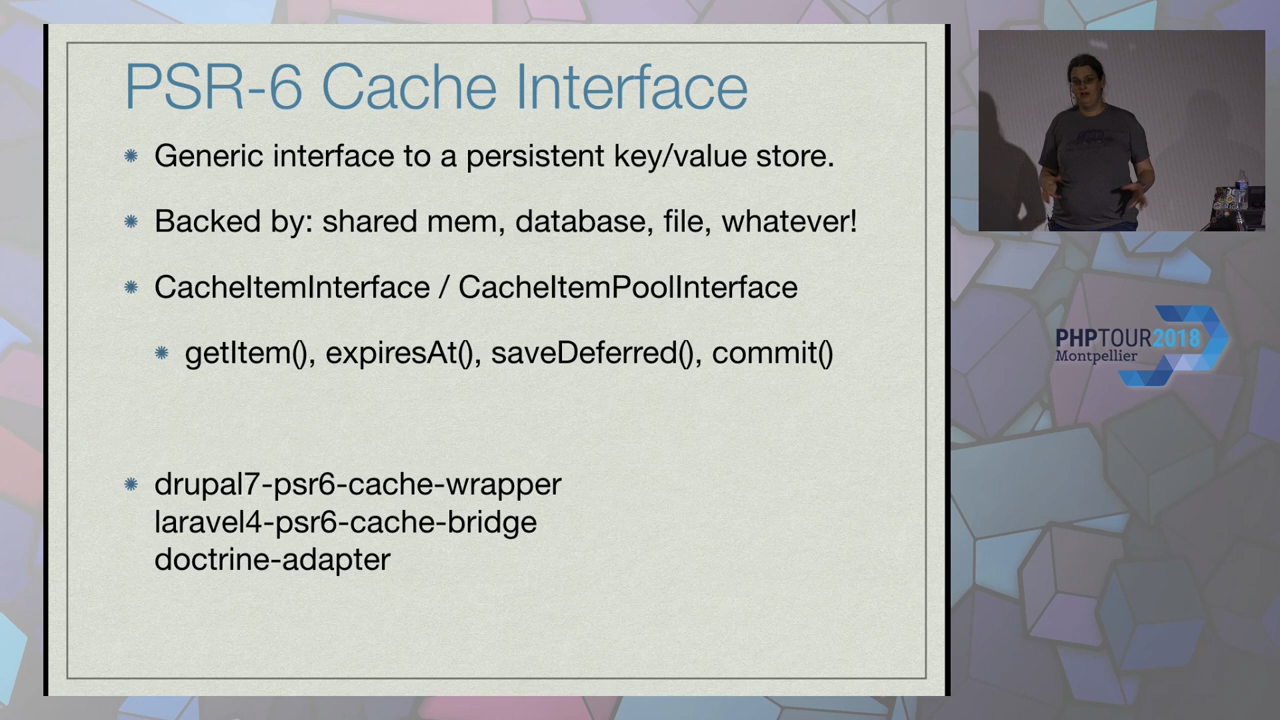 PSR-6 Cache Interface
Generic interface to a persistent key/value store.
Backed by: shared mem, database, file, whatever!
CacheItemInterface / CacheItemPoolInterface
getItem(), expiresAt(), saveDeferred(), commit()
drupal7-psr6-cache-wrapper
laravel4-psr6-cache-bridge
doctrine-adapter
PHPTOUR2018
Montpellier